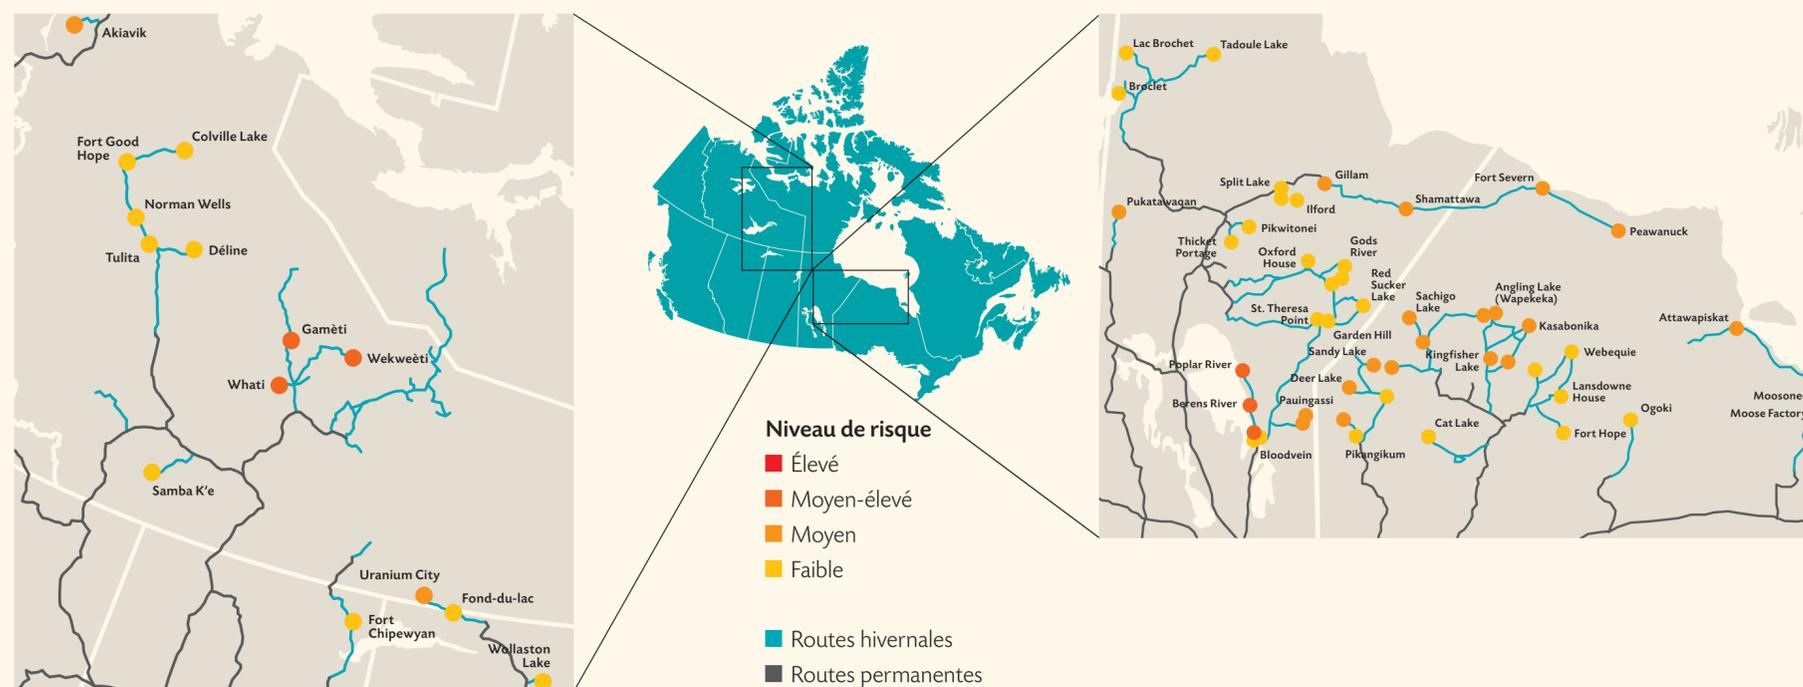 Akiavik
Colville Lake
Fort Good
Hope
Norman Wells
Tulita
Déline
Gamèti
Wekweèti
Whati
Samba K'e
Uranium City
Fond-du-lac
Fort
Chipewyan
Wollaston
Lake
Niveau de risque
Élevé
Moyen-élevé
Moyen
Faible
Routes hivernales
Routes permanentes
Lac Brochet
Tadoule Lake
Broclet
Split Lake
Gillam
Fort Severn
Pukatawagan
Ilford
Shamattawa
Pikwitonei
Peawanuck
Thicket
Portage
Oxford
House
Gods
River
Red
Sucker
Lake
St. Theresa
Point
Garden Hill
Sachigo
Lake
Angling Lake
(Wapekeka)
Kasabonika
Attawapiskat
Sandy Lake
Kingfisher
Lake
Webequie
Poplar River
Deer Lake
Lansdowne
House
Berens River
Pauingassi
Ogoki
Moosone
Moose Factory
Cat Lake
Fort Hope
Bloodvein
Pikangikum